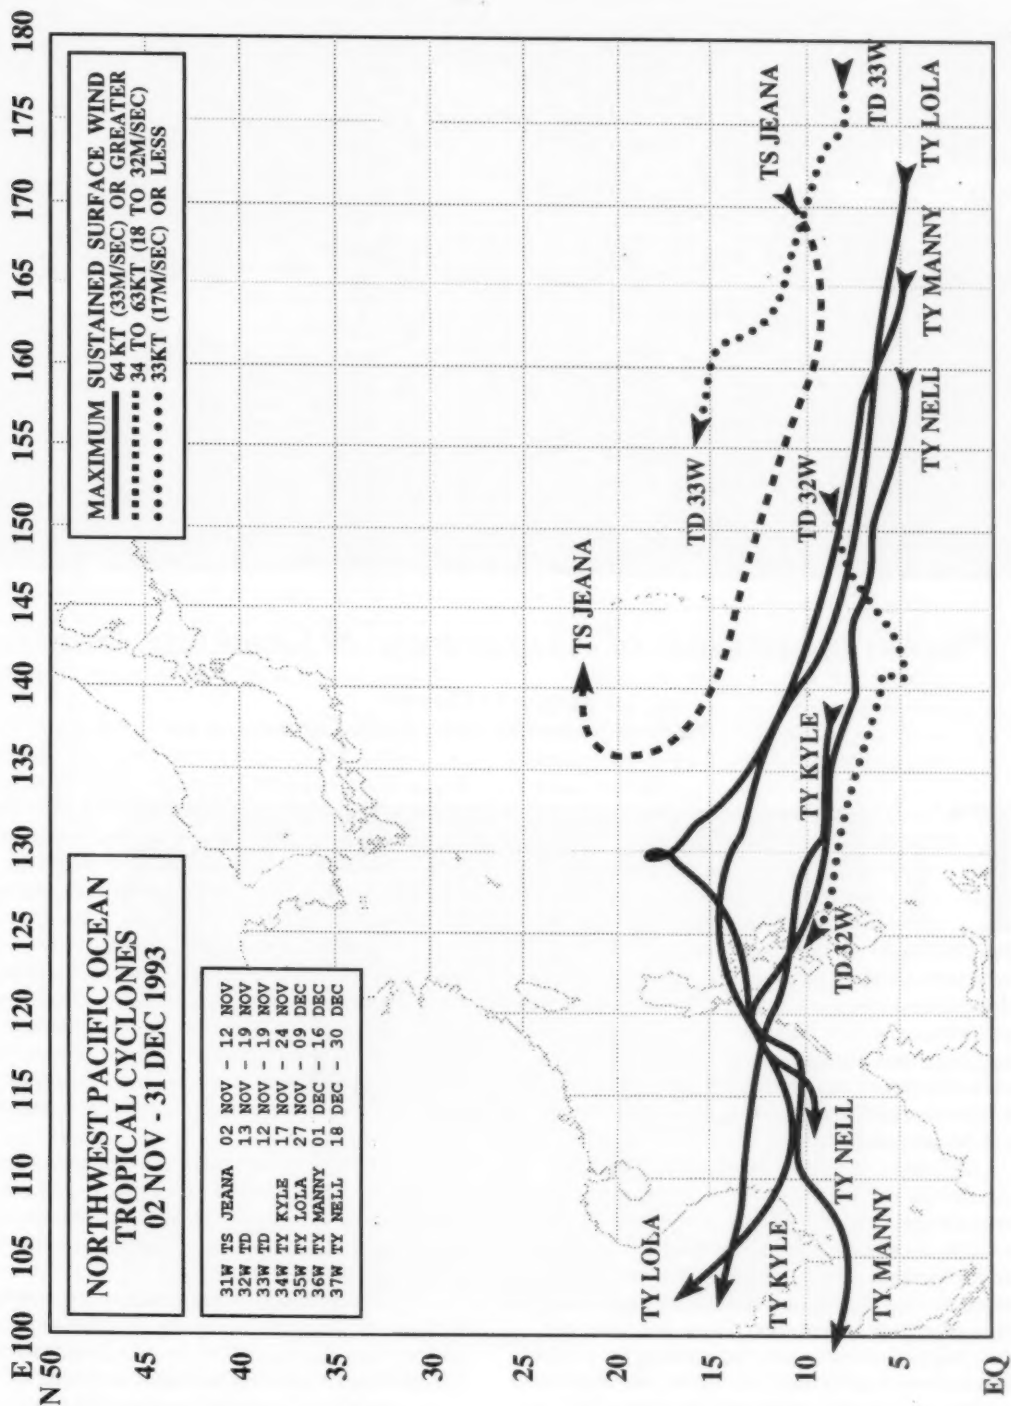 NORTHWEST PACIFIC OCEAN
TROPICAL CYCLONES
02 NOV - 31 DEC 1993
31W TS JEANA 02 NOV - 12 NOV
32W TD 13 NOV - 19 NOV
33W TD 12 NOV - 19 NOV
34W TY KYLE 17 NOV - 24 NOV
35W TY LOLA 27 NOV - 09 DEC
36W TY MANNY 01 DEC - 16 DEC
37W TY NELL 18 DEC - 30 DEC
MAXIMUM SUSTAINED SURFACE WIND
64 KT (33M/SEC) OR GREATER
34 TO 63KT (18 TO 32M/SEC)
33KT (17M/SEC) OR LESS
E 100 105 110 115 120 125 130 135 140 145 150 155 160 165 170 175 180
N 50
45
40
35
30
25
20
15
10
5
EQ
TS JEANA
TD 33W
TS JEANA
TD 33W
TD 32W
TY KYLE
TD 32W
TY LOLA
TY MANNY
TY NELL
TY LOLA
TY KYLE
TY NELL
TY MANNY